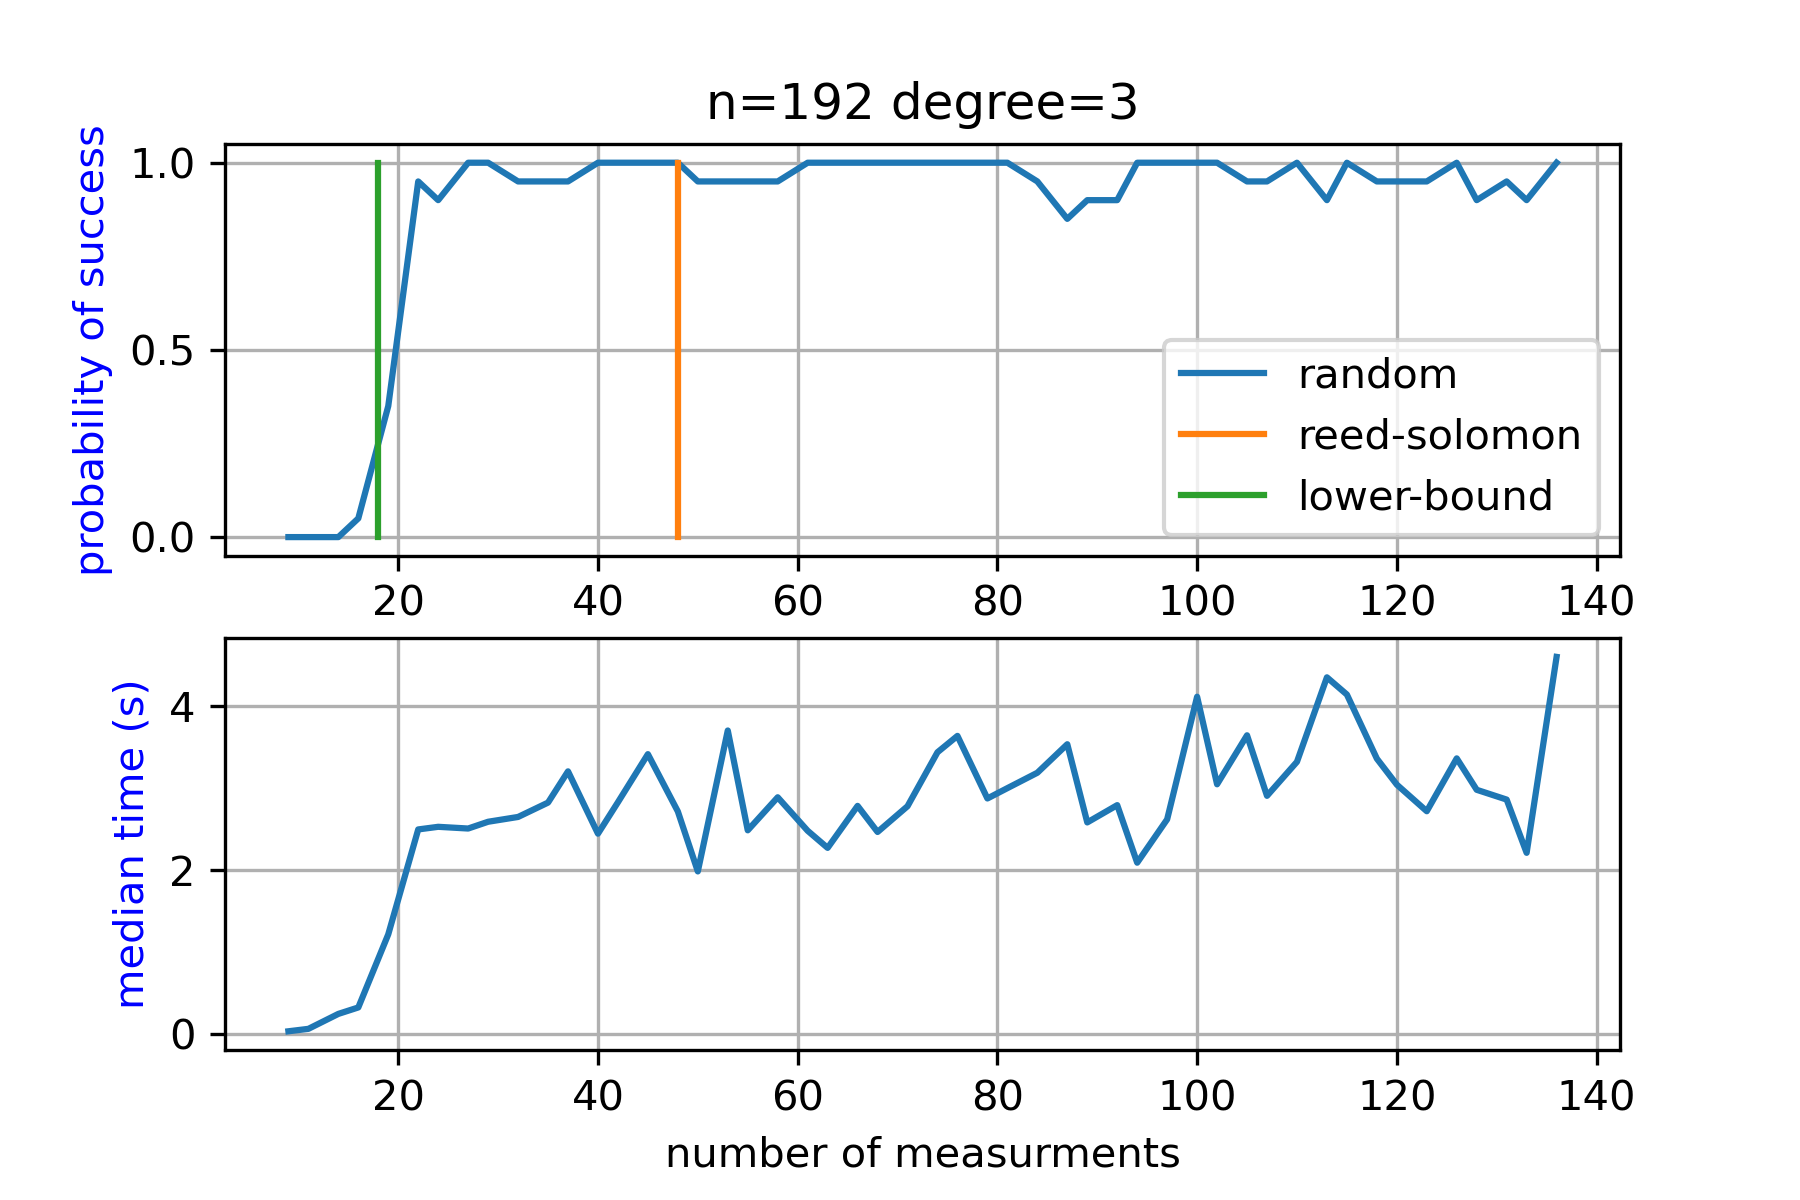 n=192 degree=3
probability of success
1.0
0.5
0.0
random
reed-solomon
lower-bound
20 40 60 80 100 120 140
median time (s)
4
2
0
20 40 60 80 100 120 140
number of measurments